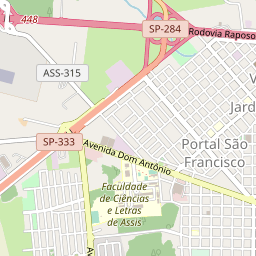 448
SP-284
Rodovia Raposo
ASS-315
V
Jard
SP-333
Avenida Dom Antônio
Portal São
Francisco
Faculdade
de Ciências
e Letras
de Assis
Av